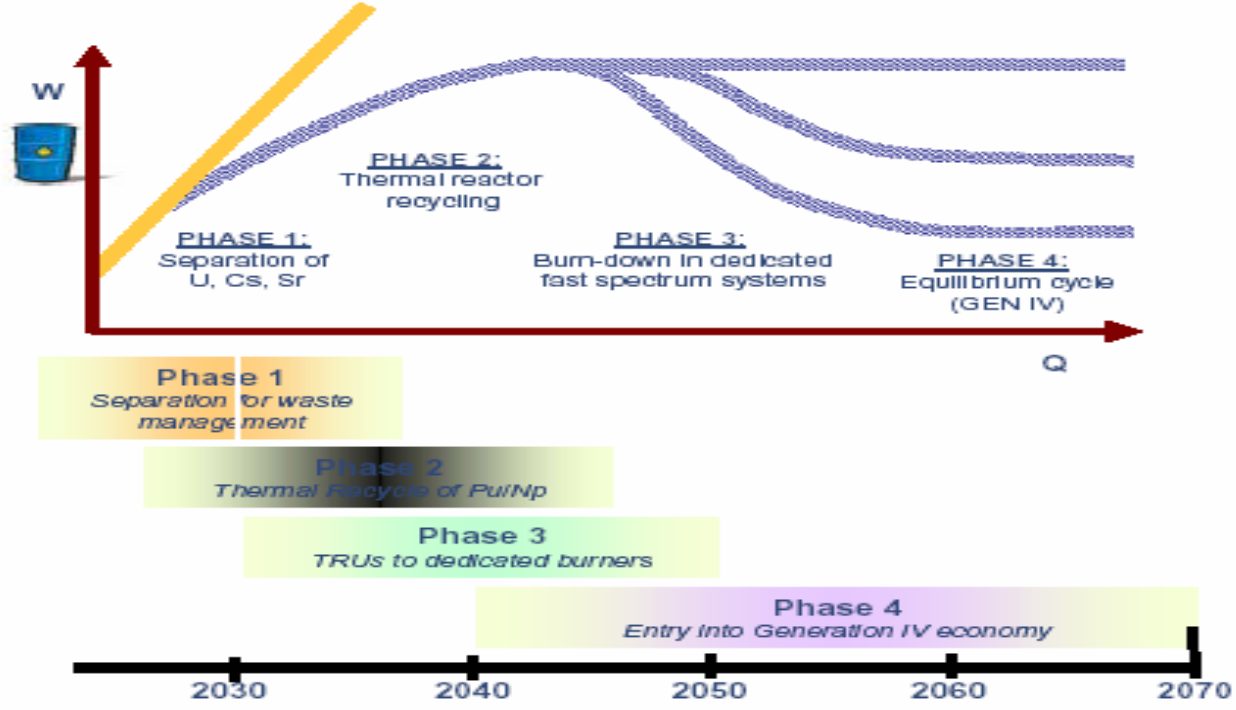 W
PHASE 2:
Thermal reactor
recycling
PHASE 1:
Separation of
U, Cs, Sr
PHASE 3:
Burn-down in dedicated
fast spectrum systems
PHASE 4:
Equilibrium cycle
(GEN IV)
Q
Phase 1
Separation for waste
management
Phase 2
Thermal Recycle of Pu/Np
Phase 3
TRUs to dedicated burners
Phase 4
Entry into Generation IV economy
2030 2040 2050 2060 2070